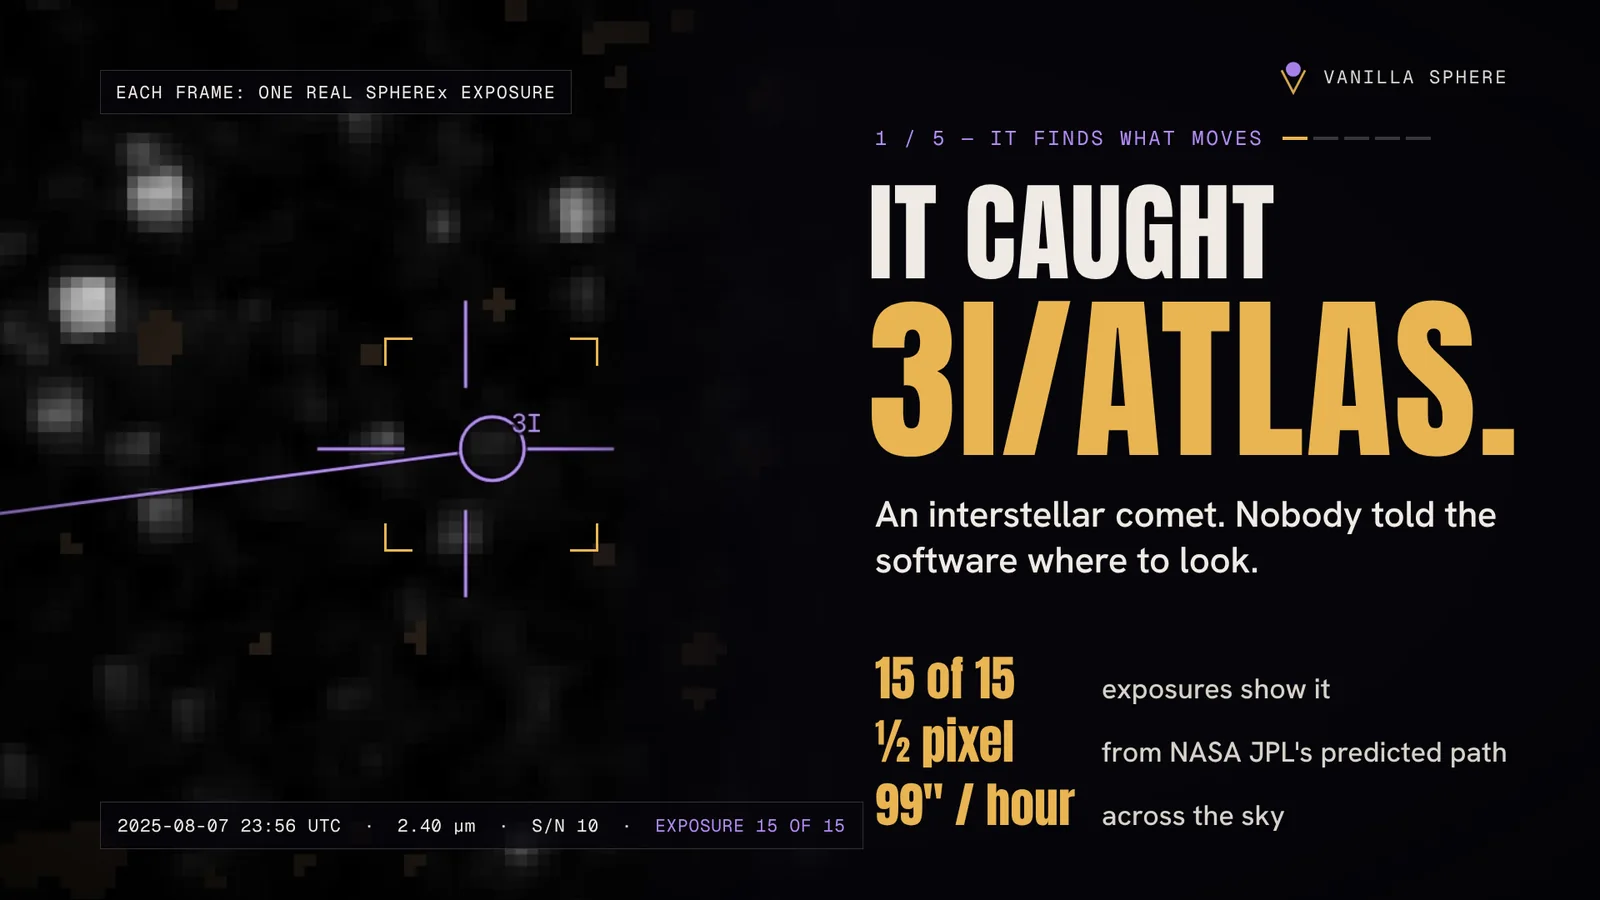 EACH FRAME: ONE REAL SPHEREx EXPOSURE
VANILLA SPHERE
1 / 5 — IT FINDS WHAT MOVES
IT CAUGHT
3I/ATLAS.
3I
An interstellar comet. Nobody told the
software where to look.
15 of 15 exposures show it
½ pixel from NASA JPL's predicted path
99" / hour across the sky
2025-08-07 23:56 UTC · 2.40 µm · S/N 10 · EXPOSURE 15 OF 15